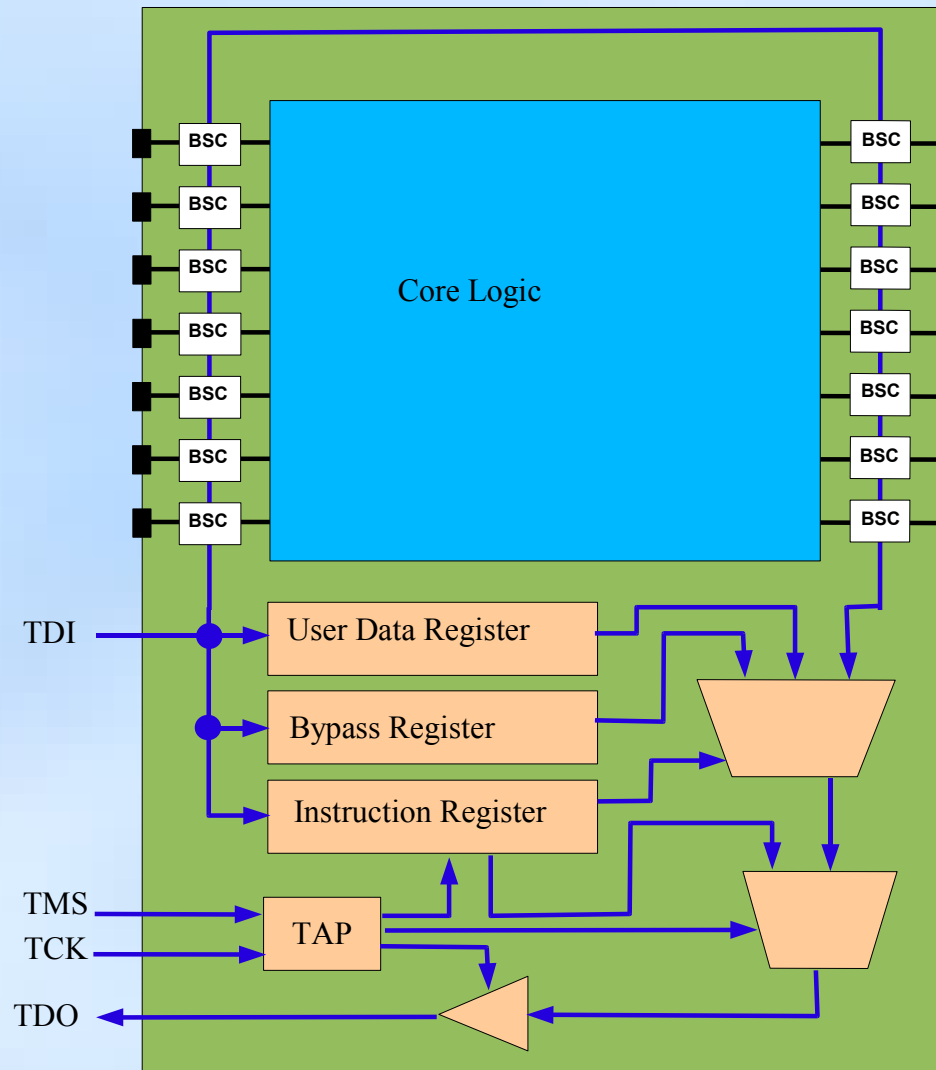 BSC BSC
BSC BSC
BSC BSC
BSC BSC
BSC BSC
BSC BSC
BSC BSC
Core Logic
TDI
User Data Register
Bypass Register
Instruction Register
TMS
TAP
TCK
TDO